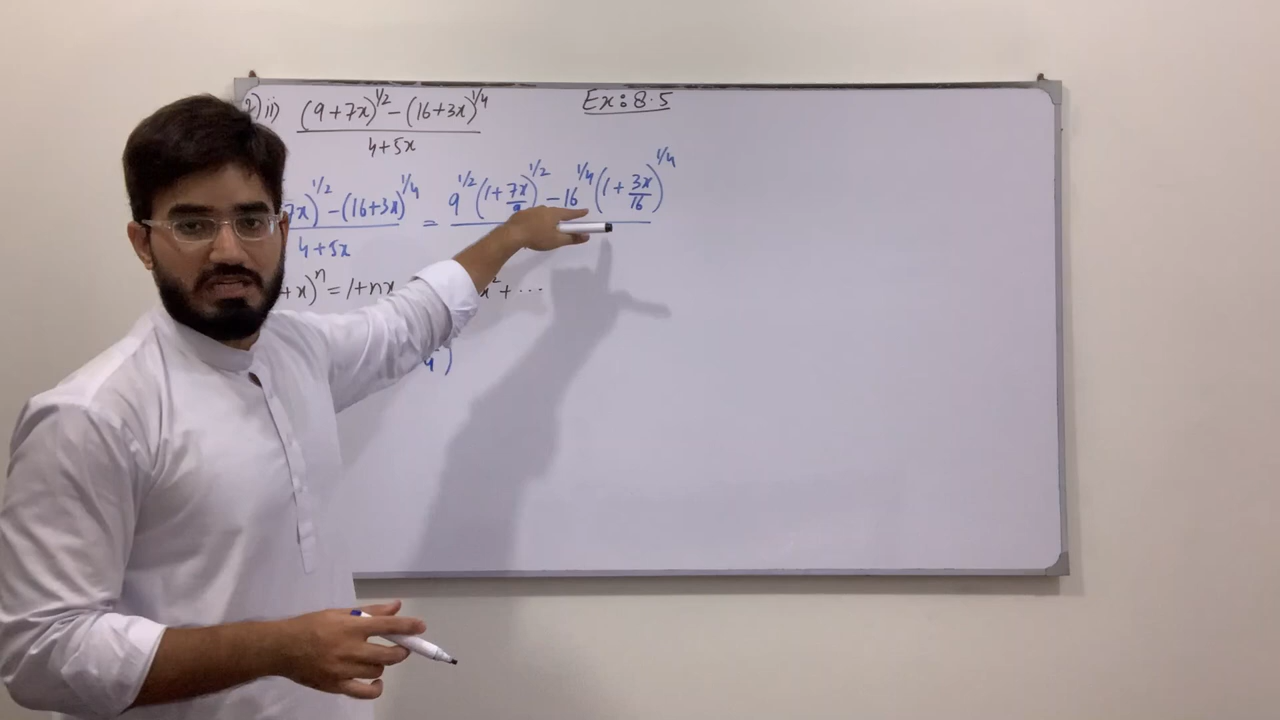 ii) (9+7x)^1/2 − (16+3x)^1/4 Ex: 8.5
4+5x
7x)^1/2 − (16+3x)^1/4 = 9^1/2 (1+ 7x/9)^1/2 − 16^1/4 (1+ 3x/16)^1/4
4+5x
+x)^n = 1+nx x^2 + ...